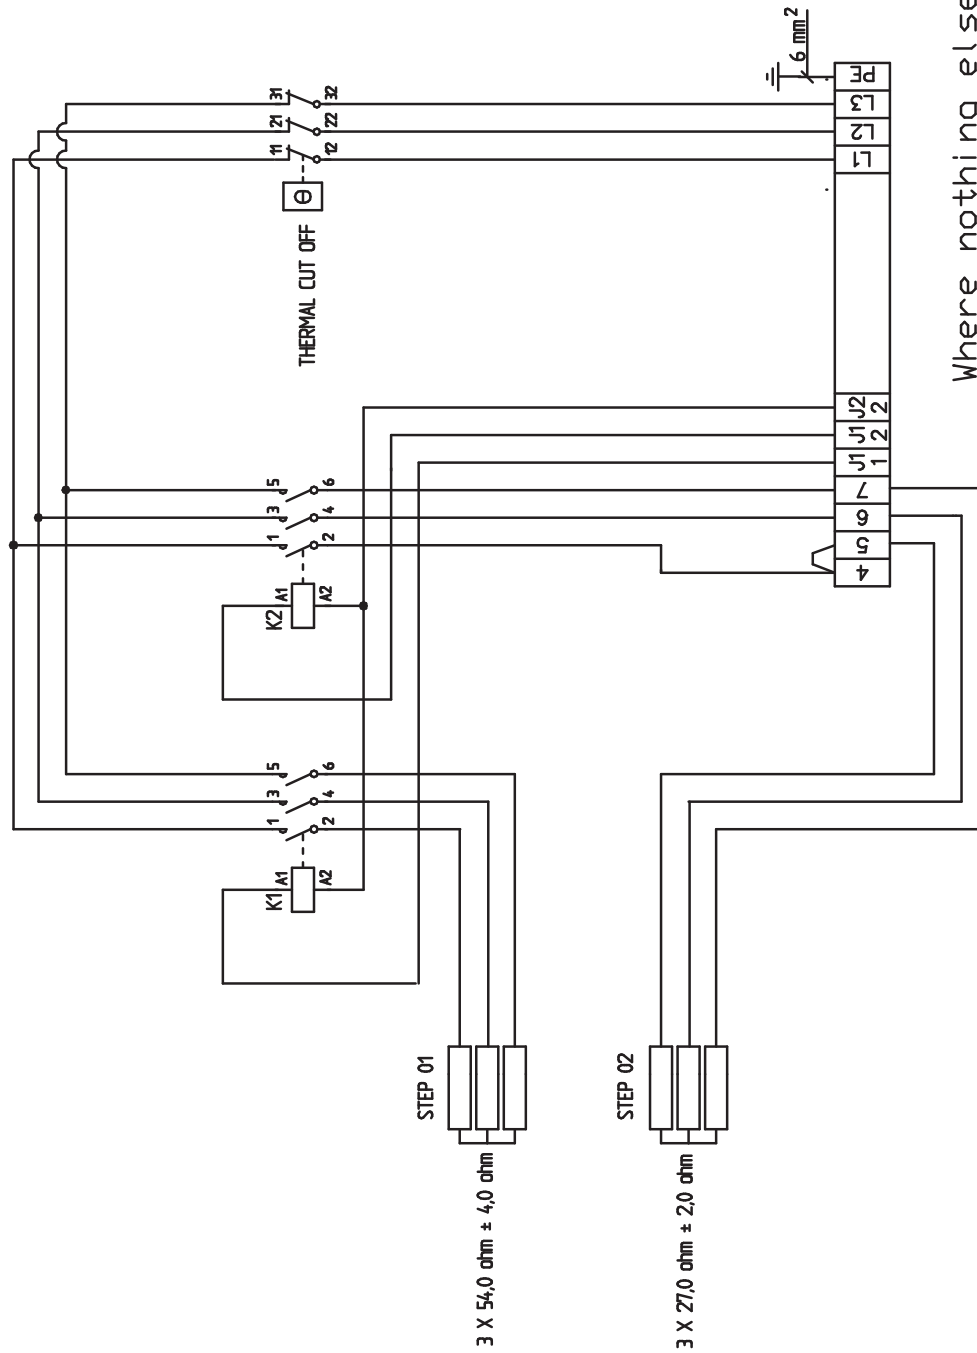 6 mm²
PE
L3
L2
L1
31
32
21
22
11
12
Θ
THERMAL CUT OFF
J2
2
J1
2
J1
1
7
6
5
4
5
6
3
4
1
2
K2
A1
A2
5
6
3
4
1
2
K1
A1
A2
STEP 01
3 X 54,0 ohm ± 4,0 ohm
STEP 02
3 X 27,0 ohm ± 2,0 ohm
Where nothing else